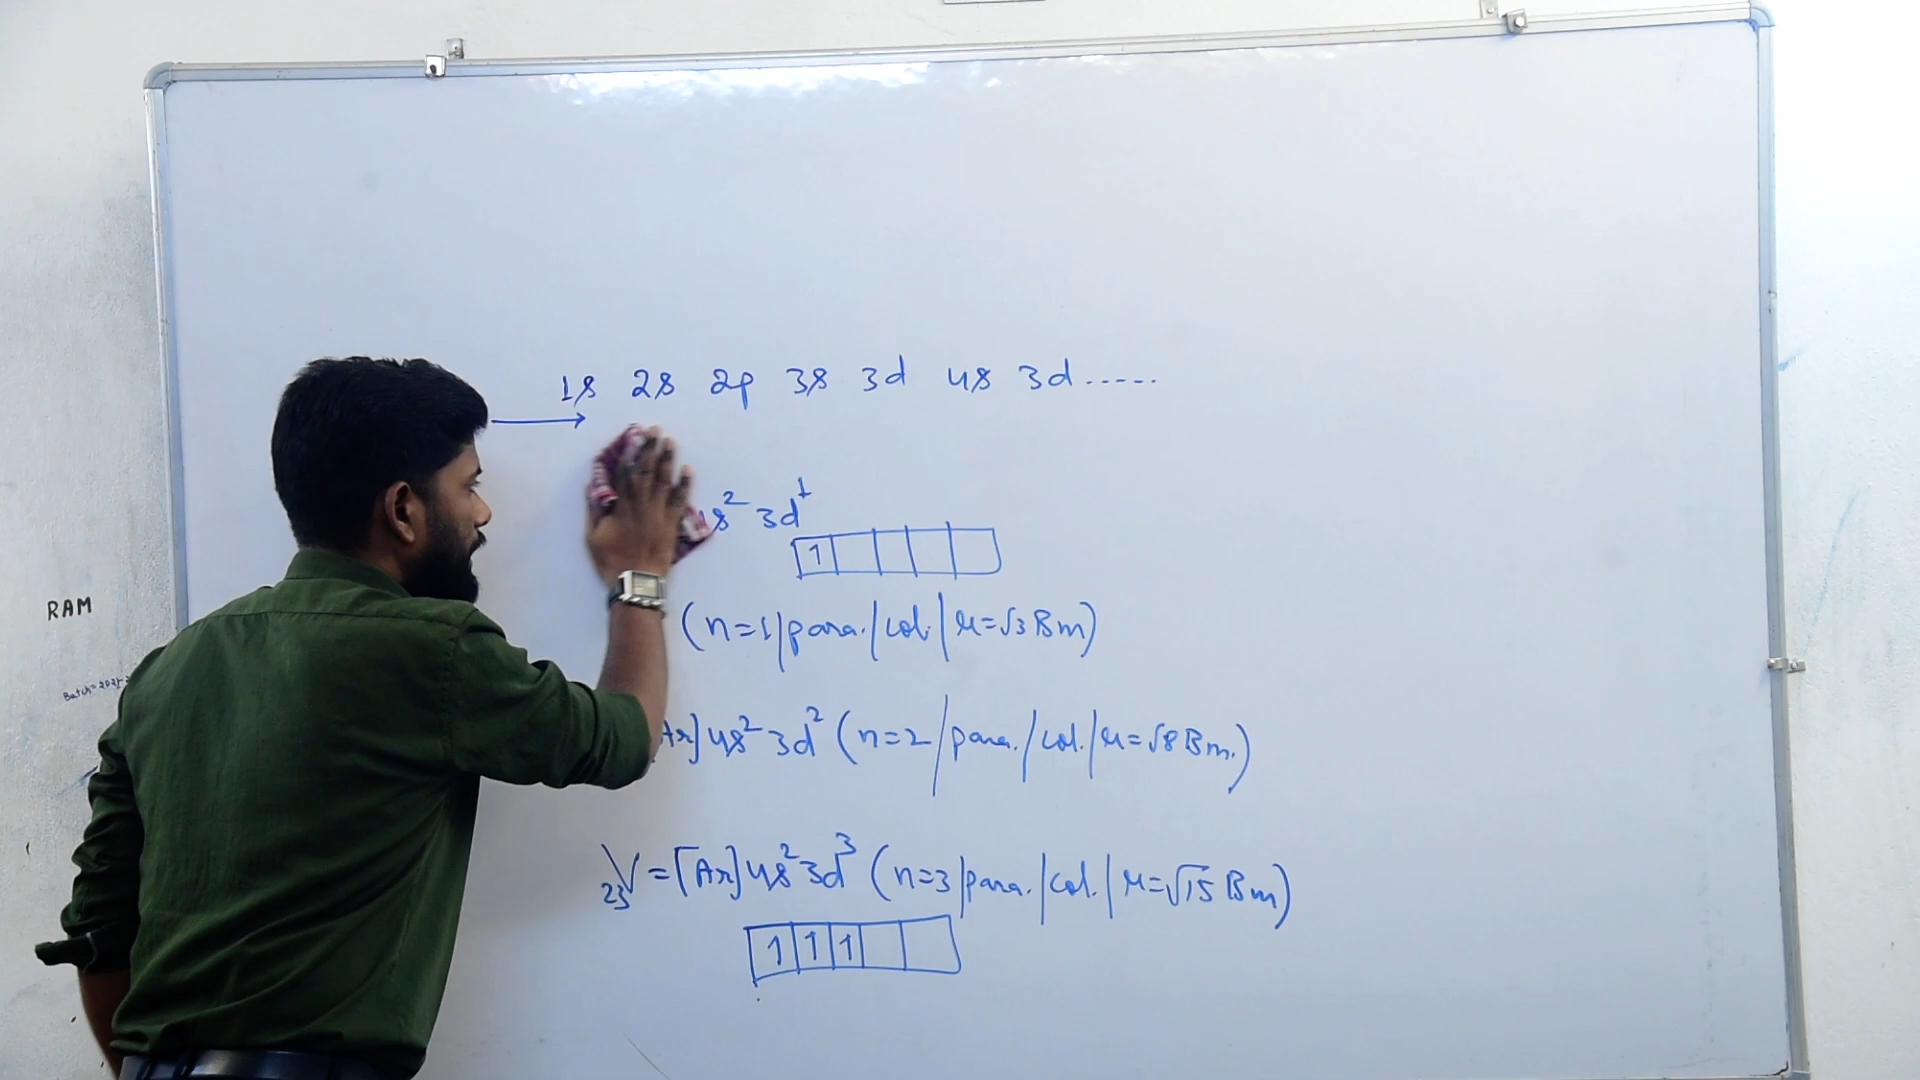 1s 2s 2p 3s 3d 4s 3d.....
s² 3d¹
1
(n=1/para./col./μ=√3 Bm)
Ar] 4s² 3d² (n=2/para./col./μ=√8 Bm.)
₂₃V = [Ar] 4s² 3d³ (n=3/para./col./μ=√15 Bm)
1 1 1
RAM